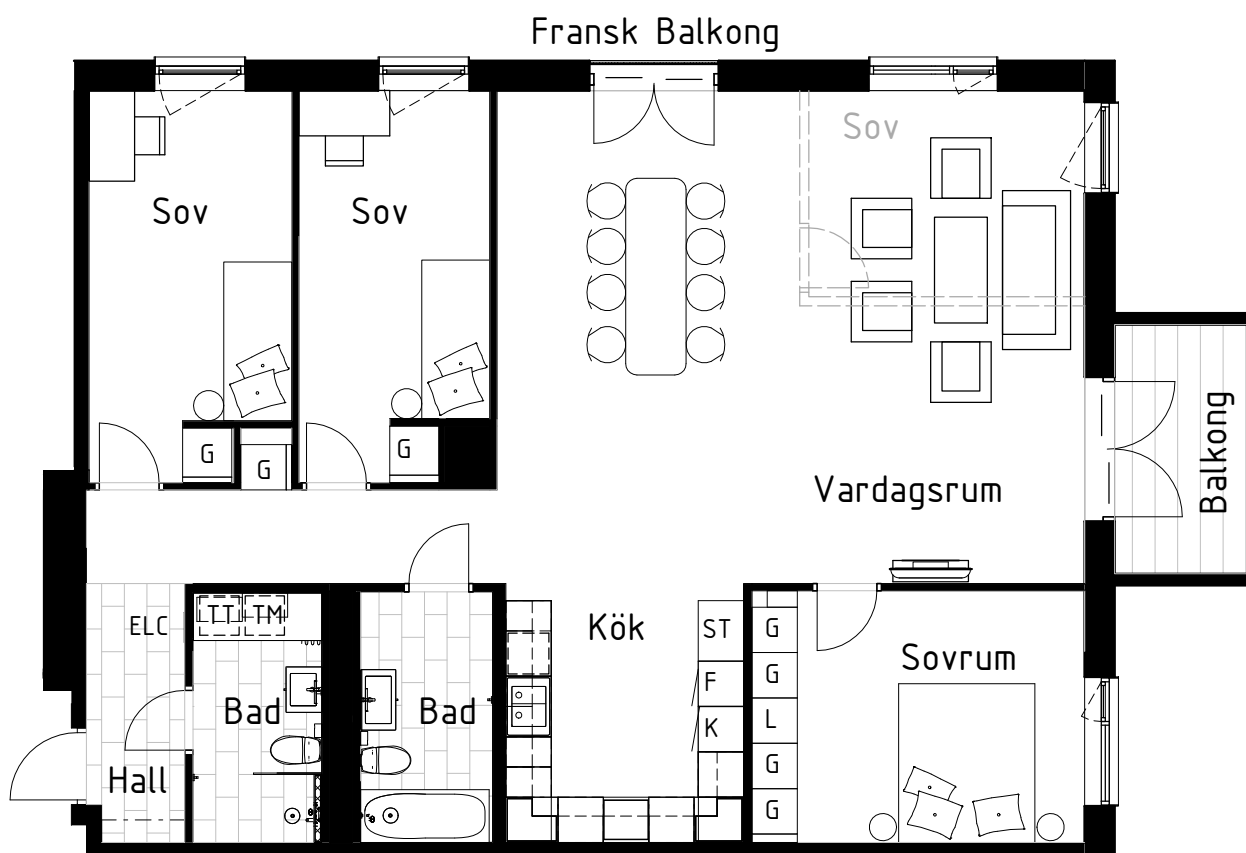 Fransk Balkong
Sov
Sov
Sov
G
G
G
Vardagsrum
Balkong
ELC
TT
TM
Kök
ST
F
K
G
G
L
G
G
Sovrum
Bad
Bad
Hall